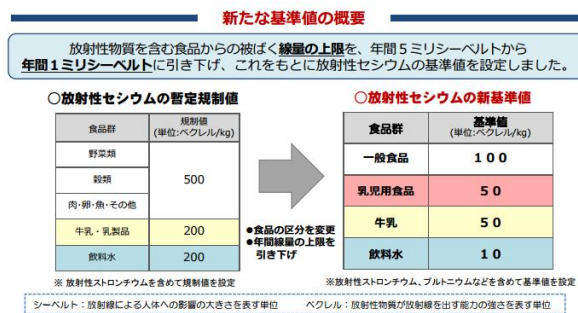 新たな基準値の概要
放射性物質を含む食品からの被ばく線量の上限を、年間５ミリシーベルトから
年間１ミリシーベルトに引き下げ、これをもとに放射性セシウムの基準値を設定しました。
○放射性セシウムの暫定規制値
食品群 規制値
(単位:ベクレル/kg)
野菜類
穀類 500
肉・卵・魚・その他
牛乳・乳製品 200
飲料水 200
※ 放射性ストロンチウムを含めて規制値を設定
●食品の区分を変更
●年間線量の上限を
引き下げ
○放射性セシウムの新基準値
食品群 基準値
(単位:ベクレル/kg)
一般食品 １００
乳児用食品 ５０
牛乳 ５０
飲料水 １０
※放射性ストロンチウム、プルトニウムなどを含めて基準値を設定
シーベルト：放射線による人体への影響の大きさを表す単位 ベクレル：放射性物質が放射線を出す能力の強さを表す単位